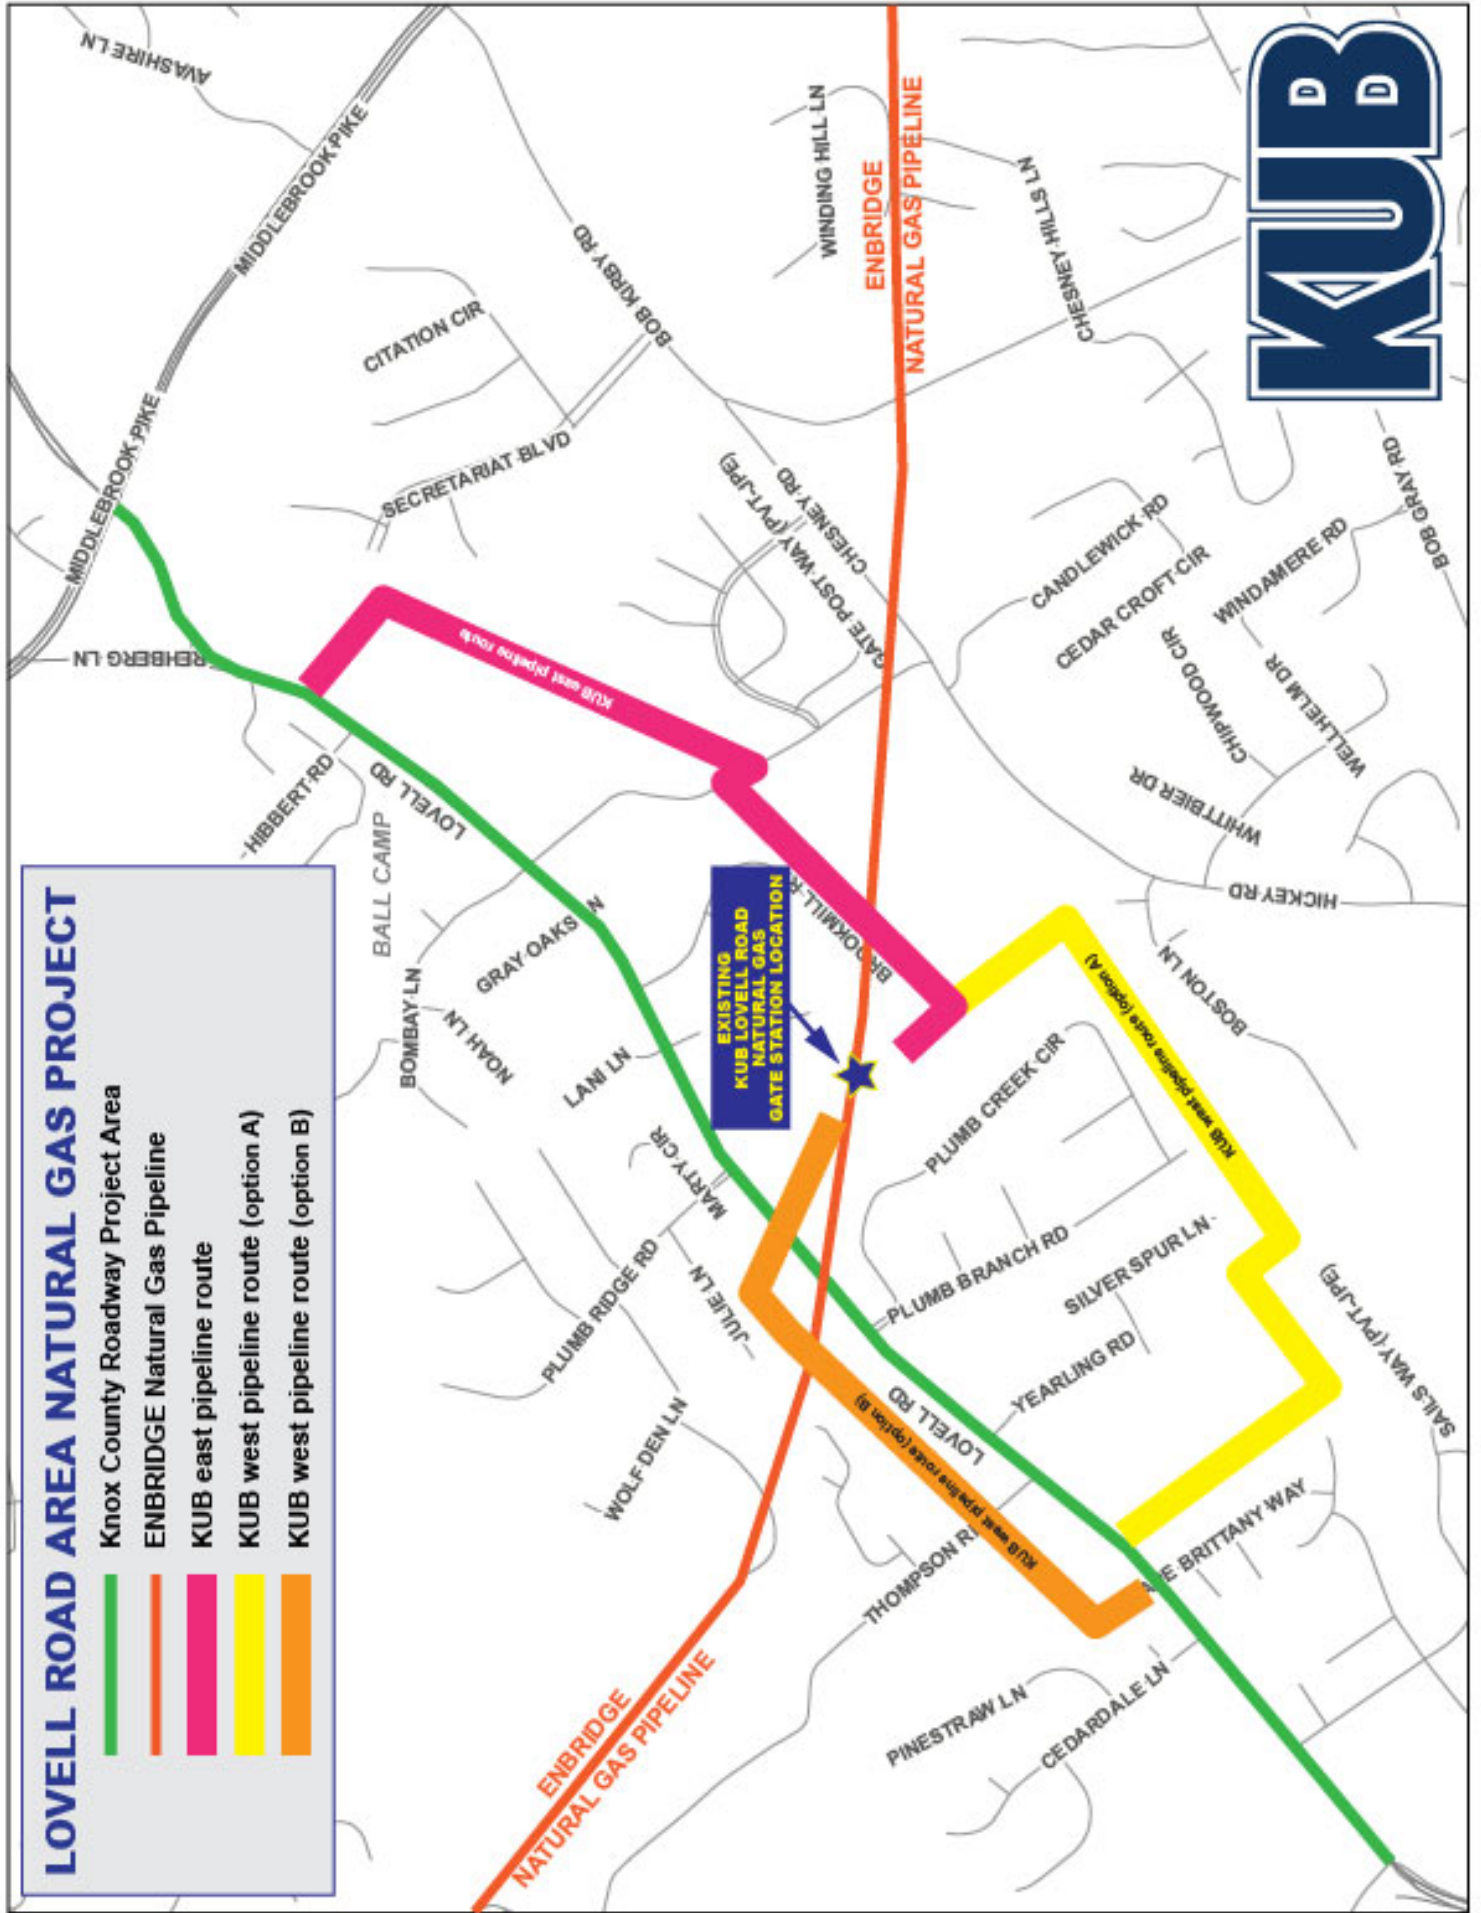 LOVELL ROAD AREA NATURAL GAS PROJECT
Knox County Roadway Project Area
ENBRIDGE Natural Gas Pipeline
KUB east pipeline route
KUB west pipeline route (option A)
KUB west pipeline route (option B)
AVASHIRE LN
MIDDLEBROOK PIKE
MIDDLEBROOK PIKE
REHBERG LN
HIBBERT RD
LOVELL RD
BALL CAMP
CITATION CIR
SECRETARIAT BLVD
BOB KIRBY RD
WINDING HILL LN
ENBRIDGE
NATURAL GAS PIPELINE
CHESNEY HILLS LN
KUB
GATE POST WAY (PVT-JPE)
CHESNEY RD
CANDLEWICK RD
CEDAR CROFT CIR
WINDAMERE RD
BOB GRAY RD
CHIPWOOD CIR
WELLHELM DR
WHITTBIER DR
HICKEY RD
KUB east pipeline route
BOMBAY LN
NOAH LN
GRAY OAKS LN
LANI LN
EXISTING
KUB LOVELL ROAD
NATURAL GAS
GATE STATION LOCATION
BROOKMILL R
BOSTON LN
KUB west pipeline route (option A)
MARTY CIR
PLUMB RIDGE RD
JULIE LN
WOLF DEN LN
PLUMB CREEK CIR
PLUMB BRANCH RD
SILVER SPUR LN
YEARLING RD
LOVELL RD
KUB west pipeline route (option B)
SAILS WAY (PVT-JPE)
THOMPSON R
BRITTANY WAY
PINESTRAW LN
CEDARDALE LN
ENBRIDGE
NATURAL GAS PIPELINE